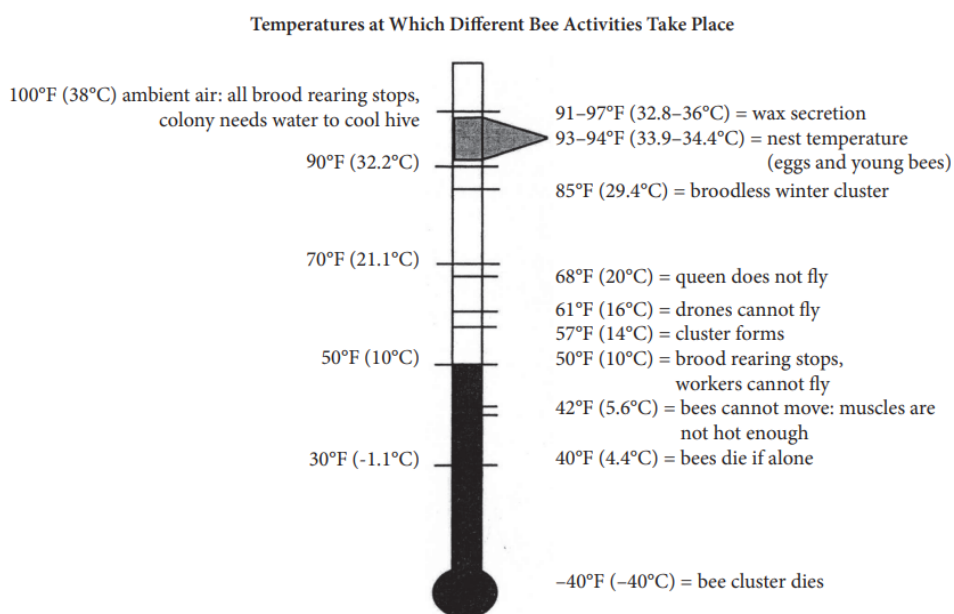 Temperatures at Which Different Bee Activities Take Place
100°F (38°C) ambient air: all brood rearing stops,
colony needs water to cool hive
90°F (32.2°C)
70°F (21.1°C)
50°F (10°C)
30°F (-1.1°C)
91–97°F (32.8–36°C) = wax secretion
93–94°F (33.9–34.4°C) = nest temperature
(eggs and young bees)
85°F (29.4°C) = broodless winter cluster
68°F (20°C) = queen does not fly
61°F (16°C) = drones cannot fly
57°F (14°C) = cluster forms
50°F (10°C) = brood rearing stops,
workers cannot fly
42°F (5.6°C) = bees cannot move: muscles are
not hot enough
40°F (4.4°C) = bees die if alone
–40°F (–40°C) = bee cluster dies